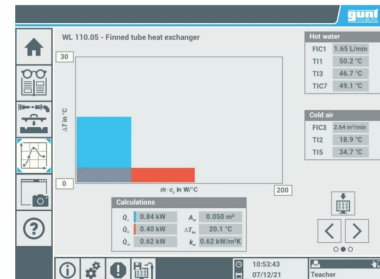 gunt
WL 110.05 - Finned tube heat exchanger
Hot water
FIC1 1.65 L/min
TI1 50.2 °C
TI3 46.7 °C
TIC7 49.1 °C
Cold air
FIC3 2.64 m³/min
TI2 18.9 °C
TI5 34.7 °C
30
ΔT in °C
0
ṁ · cₚ in W/°C
200
Calculations
0.84 kW Aₘ 0.050 m²
0.40 kW ΔTₗₙ 20.1 °C
Q̇ₘ 0.62 kW kₘ 0.62 kW/m²K
10:53:43
07/12/21
Teacher